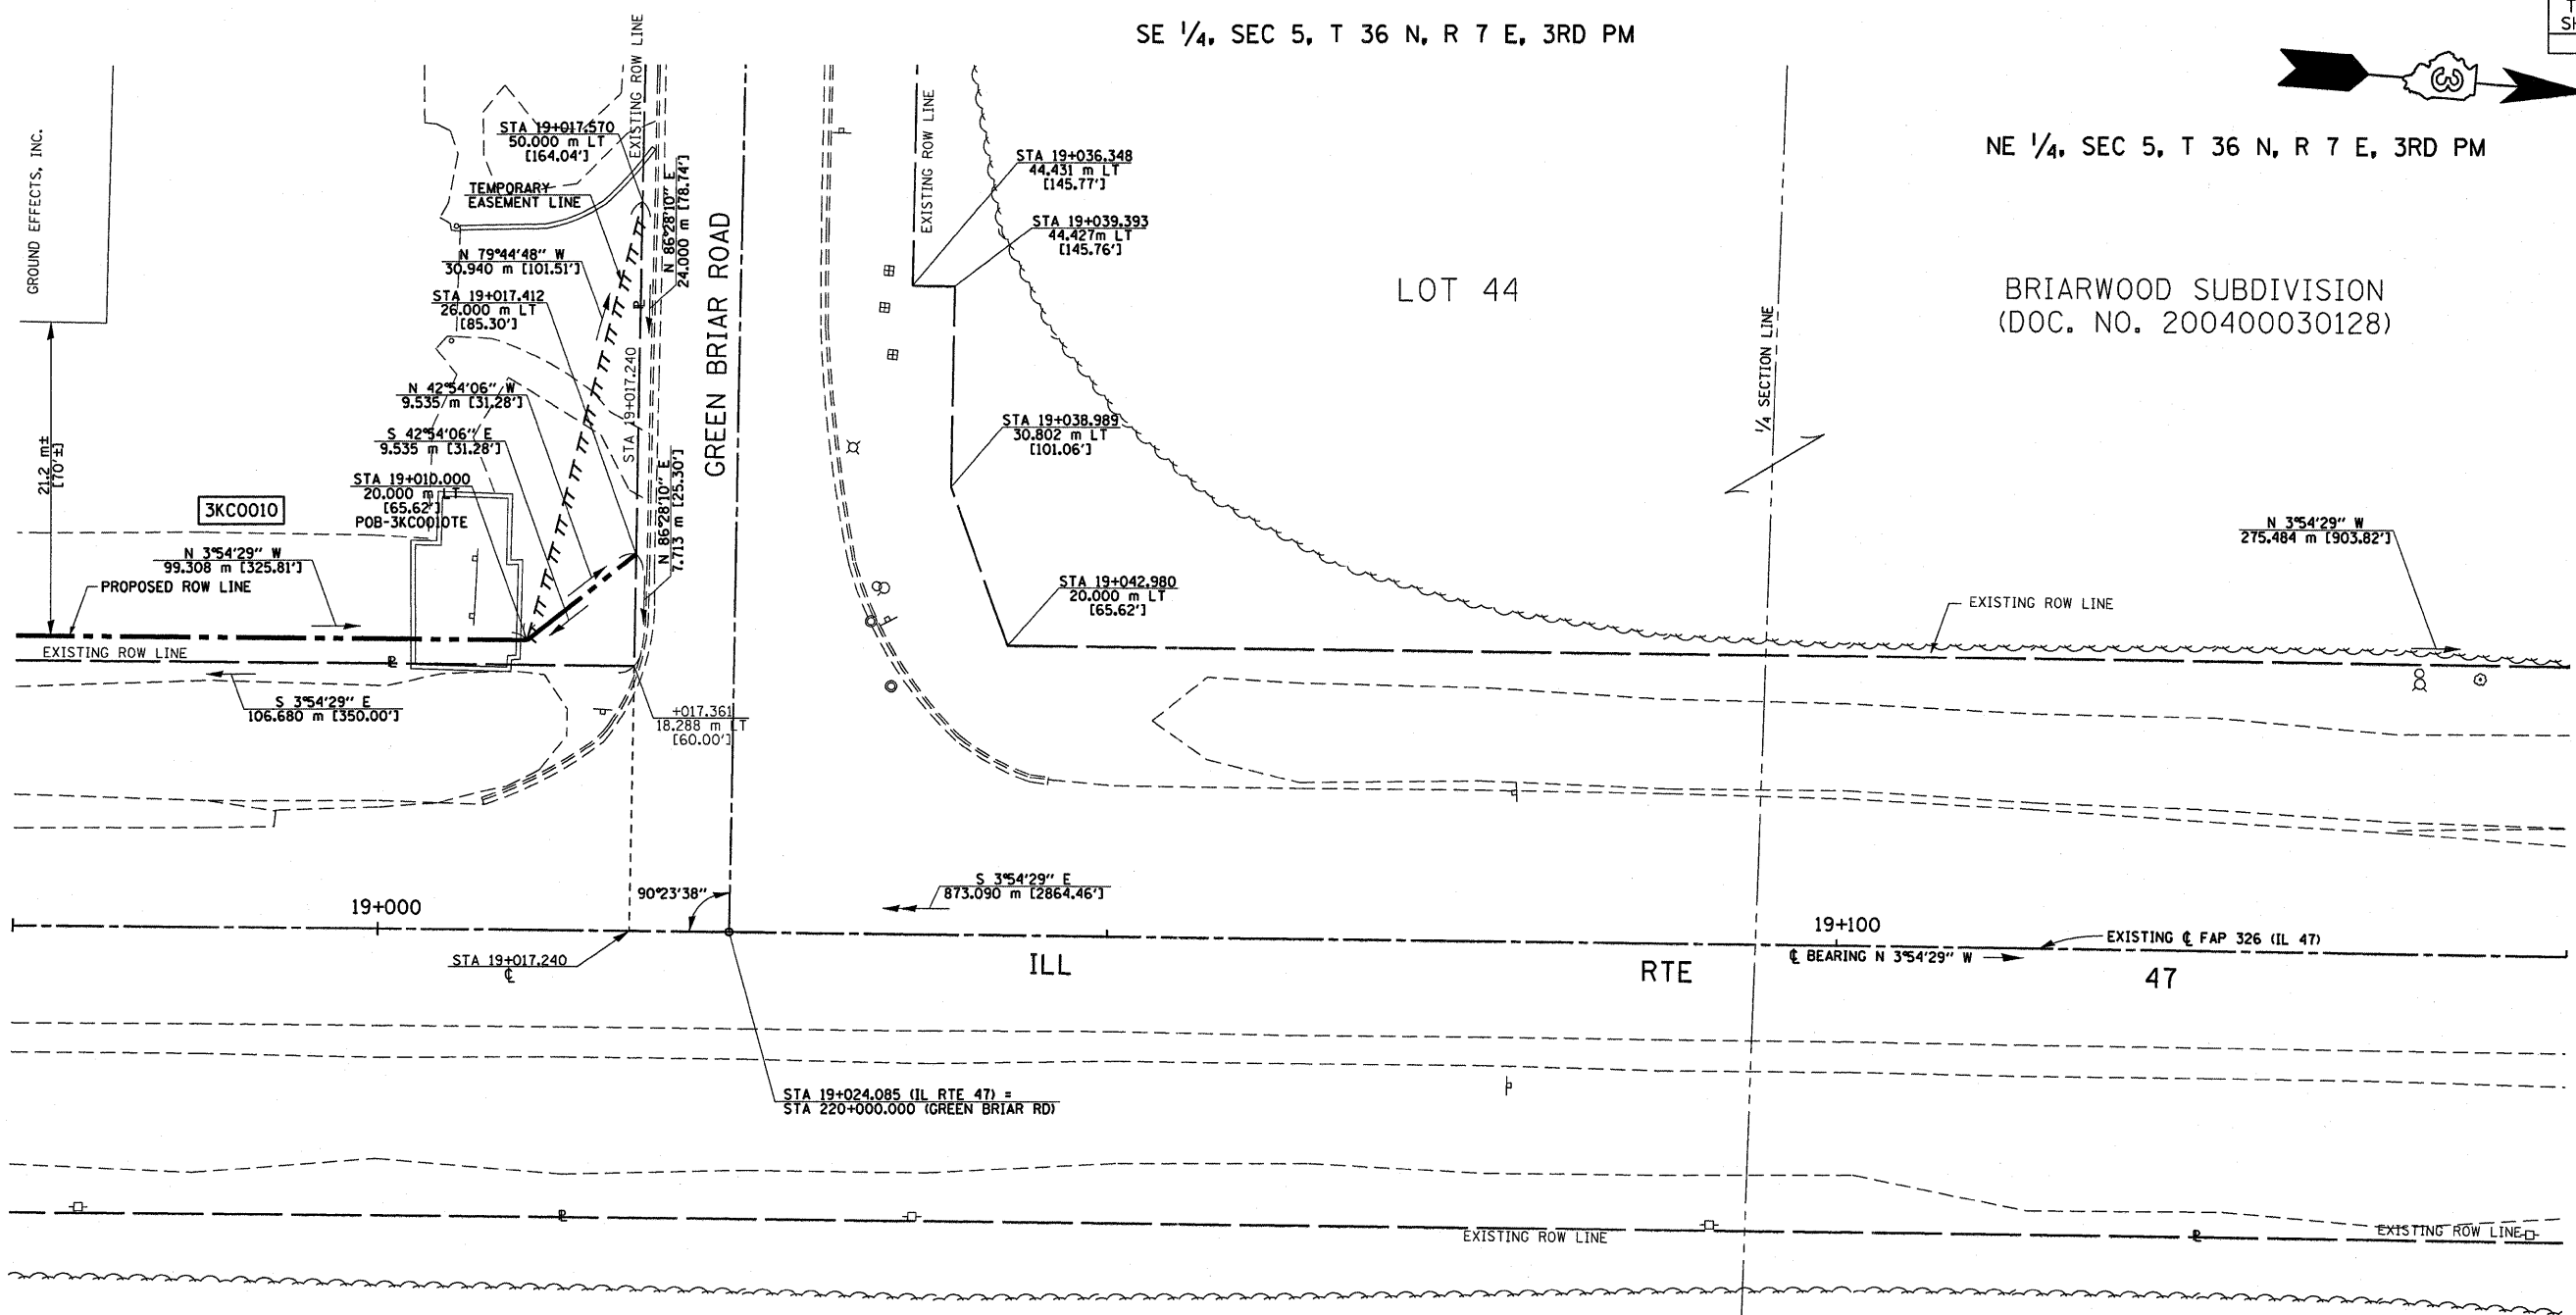 SE 1/4, SEC 5, T 36 N, R 7 E, 3RD PM
NE 1/4, SEC 5, T 36 N, R 7 E, 3RD PM
GROUND EFFECTS, INC.
EXISTING ROW LINE
STA 19+017.570
50.000 m LT
[164.04']
TEMPORARY
EASEMENT LINE
N 86°28'10" E
24.000 m [78.74']
N 79°44'48" W
30.940 m [101.51']
STA 19+017.412
26.000 m LT
[85.30']
STA 19+017.240
GREEN BRIAR ROAD
EXISTING ROW LINE
STA 19+036.348
44.431 m LT
[145.77']
STA 19+039.393
44.427m LT
[145.76']
LOT 44
1/4 SECTION LINE
BRIARWOOD SUBDIVISION
(DOC. NO. 200400030128)
N 42°54'06" W
9.535 m [31.28']
S 42°54'06" E
9.535 m [31.28']
STA 19+010.000
20.000 m LT
[65.62']
POB-3KC0010TE
21.2 m±
[70'±]
3KC0010
N 86°28'10" E
7.713 m [25.30']
STA 19+038.989
30.802 m LT
[101.06']
N 3°54'29" W
99.308 m [325.81']
PROPOSED ROW LINE
STA 19+042.980
20.000 m LT
[65.62']
N 3°54'29" W
275.484 m [903.82']
EXISTING ROW LINE
EXISTING ROW LINE
S 3°54'29" E
106.680 m [350.00']
+017.361
18.288 m LT
[60.00']
90°23'38"
S 3°54'29" E
873.090 m [2864.46']
19+000
19+100
EXISTING ℄ FAP 326 (IL 47)
℄ BEARING N 3°54'29" W
STA 19+017.240
℄
ILL
RTE
47
STA 19+024.085 (IL RTE 47) =
STA 220+000.000 (GREEN BRIAR RD)
EXISTING ROW LINE
EXISTING ROW LINE